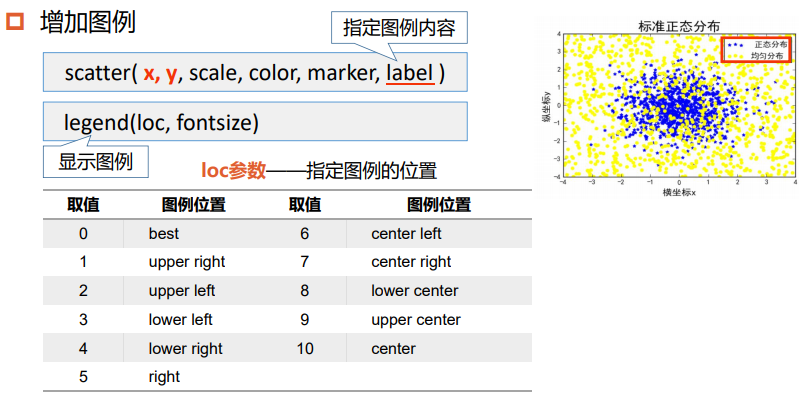 增加图例
指定图例内容
scatter( x, y, scale, color, marker, label )
legend(loc, fontsize)
显示图例
loc参数——指定图例的位置
取值 图例位置 取值 图例位置
0 best 6 center left
1 upper right 7 center right
2 upper left 8 lower center
3 lower left 9 upper center
4 lower right 10 center
5 right
标准正态分布
正态分布
均匀分布
纵坐标y
4
3
2
1
0
-1
-2
-3
-4
-4 -3 -2 -1 0 1 2 3 4
横坐标x